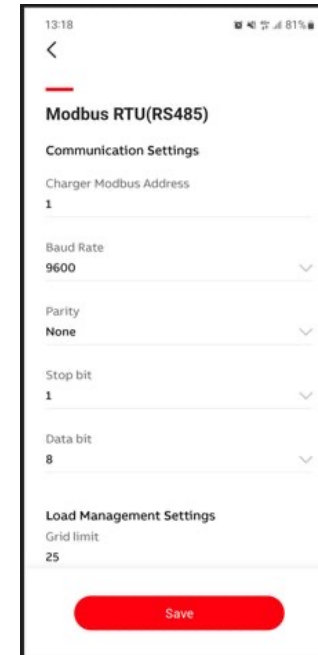 13:18
81%
Modbus RTU(RS485)
Communication Settings
Charger Modbus Address
1
Baud Rate
9600
Parity
None
Stop bit
1
Data bit
8
Load Management Settings
Grid limit
25
Save